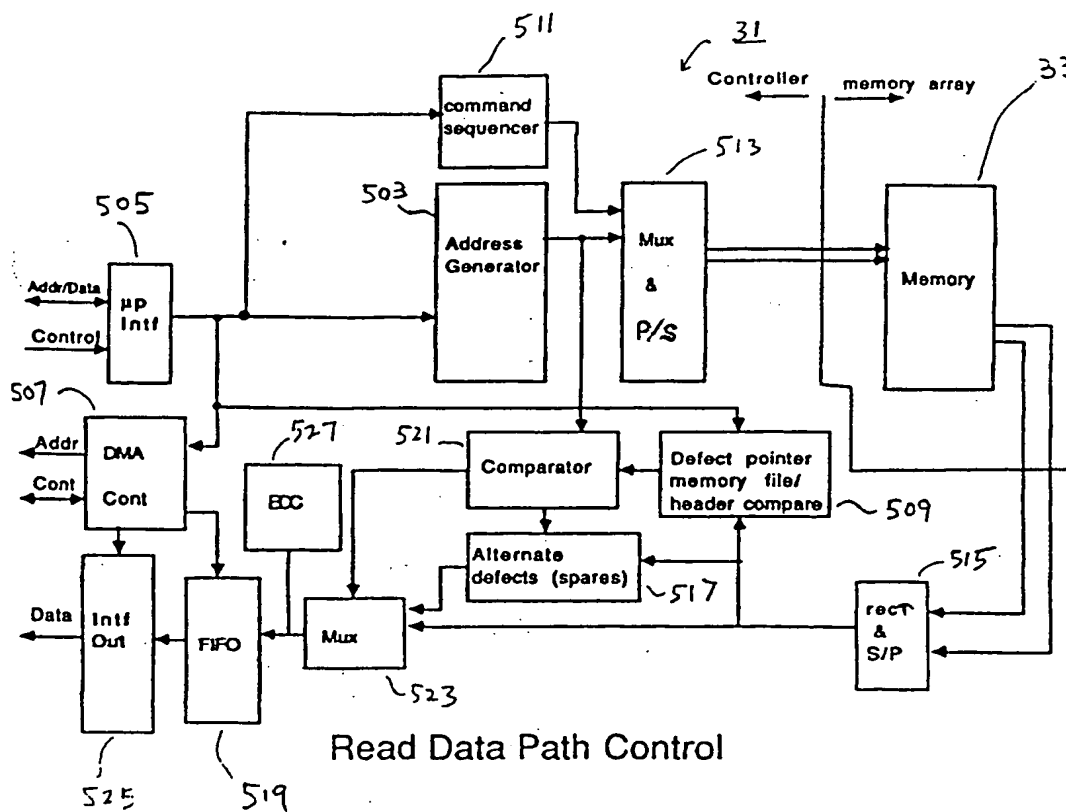 511
31
Controller
memory array
33
command
sequencer
513
505
503
Address
Generator
Mux
&
P/S
Memory
Addr/Data
μp
Intf
Control
507
527
521
Addr
DMA
Comparator
Defect pointer
memory file/
header compare
Cont
Cont
ECC
509
Alternate
defects (spares)
515
517
Data
Intf
Out
FIFO
Mux
rect
&
S/P
523
Read Data Path Control
525
519